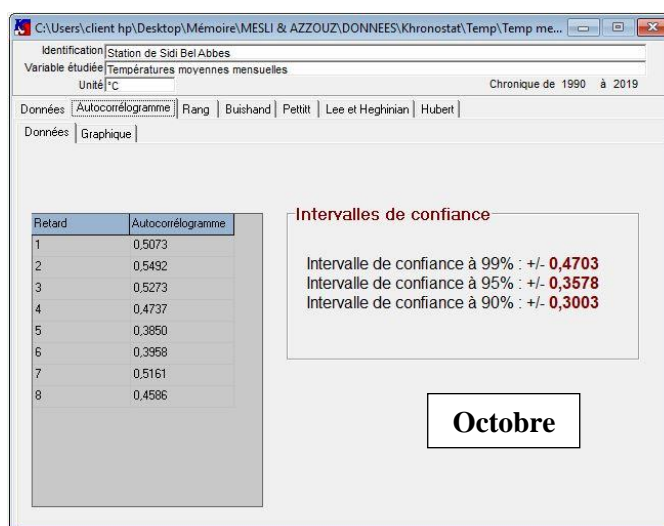 C:\Users\client hp\Desktop\Mémoire\MESLI & AZZOUZ\DONNEES\Khronostat\Temp\Temp me...
Identification Station de Sidi Bel Abbes
Variable étudiée Températures moyennes mensuelles
Unité °C Chronique de 1990 à 2019
Données Autocorrélogramme Rang Buishand Pettitt Lee et Heghinian Hubert
Données Graphique
Retard Autocorrélogramme
1 0,5073
2 0,5492
3 0,5273
4 0,4737
5 0,3850
6 0,3958
7 0,5161
8 0,4586
Intervalles de confiance
Intervalle de confiance à 99% : +/- 0,4703
Intervalle de confiance à 95% : +/- 0,3578
Intervalle de confiance à 90% : +/- 0,3003
Octobre